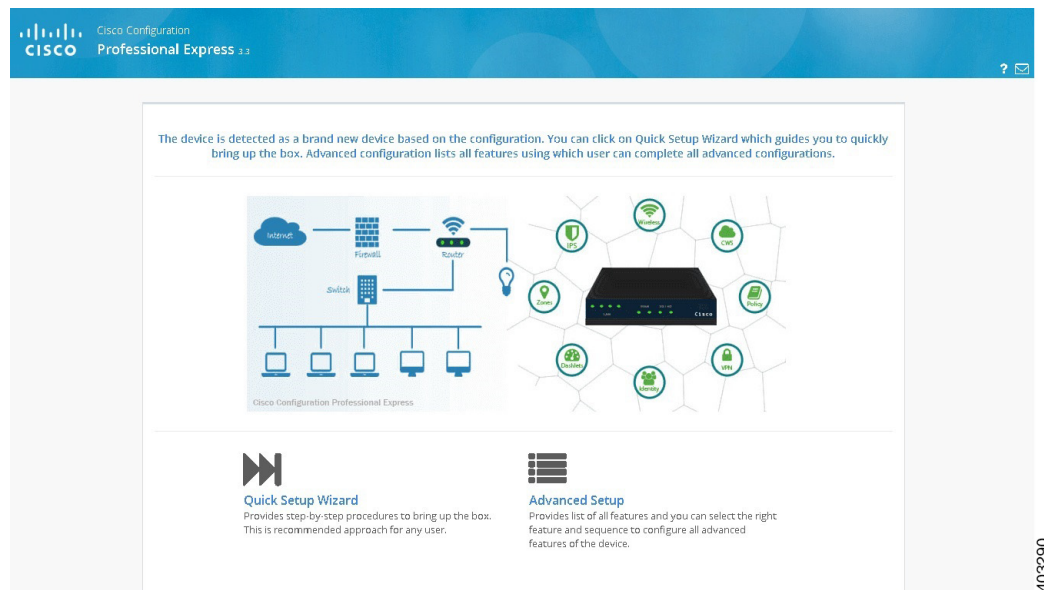 Cisco Configuration
CISCO
Professional Express 3.3
?
The device is detected as a brand new device based on the configuration. You can click on Quick Setup Wizard which guides you to quickly
bring up the box. Advanced configuration lists all features using which user can complete all advanced configurations.
Internet
Firewall
Router
Switch
Cisco Configuration Professional Express
Wireless
IPS
CWS
Zones
Policy
Cisco
Dashlets
VPN
Identity
Quick Setup Wizard
Provides step-by-step procedures to bring up the box.
This is recommended approach for any user.
Advanced Setup
Provides list of all features and you can select the right
feature and sequence to configure all advanced
features of the device.
403290